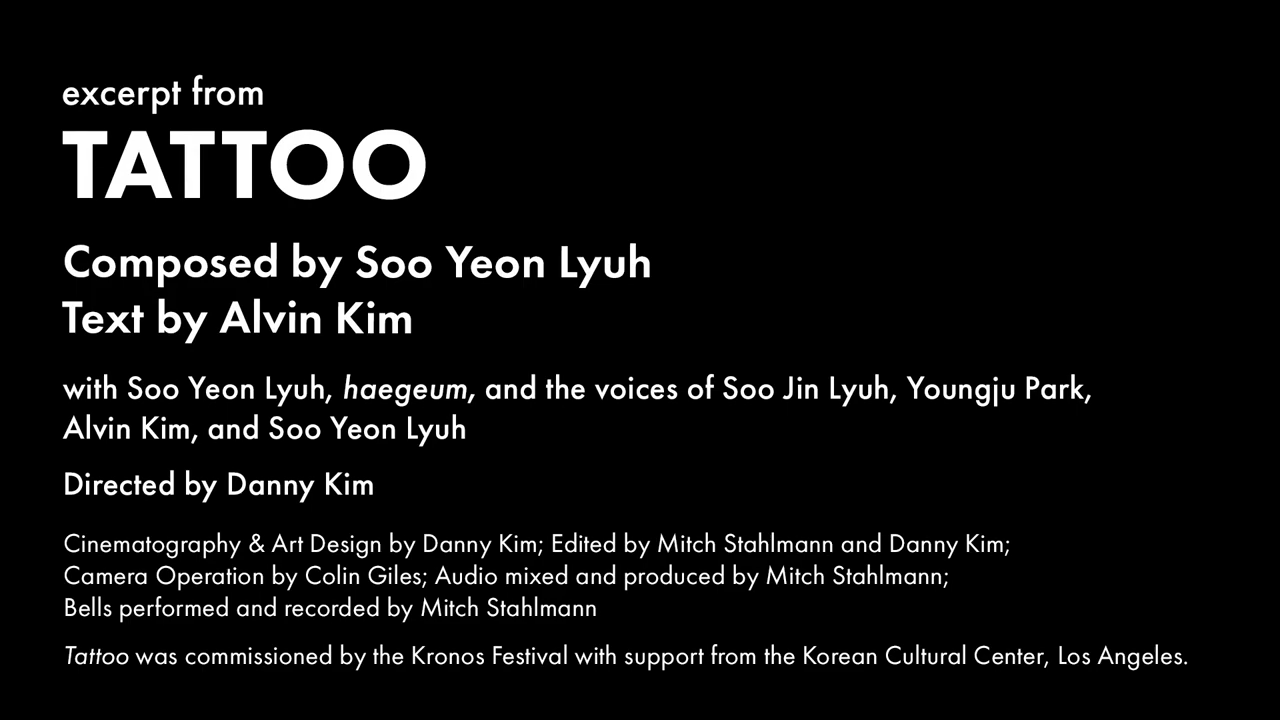 excerpt from
TATTOO
Composed by Soo Yeon Lyuh
Text by Alvin Kim
with Soo Yeon Lyuh, haegeum, and the voices of Soo Jin Lyuh, Youngju Park,
Alvin Kim, and Soo Yeon Lyuh
Directed by Danny Kim
Cinematography & Art Design by Danny Kim; Edited by Mitch Stahlmann and Danny Kim;
Camera Operation by Colin Giles; Audio mixed and produced by Mitch Stahlmann;
Bells performed and recorded by Mitch Stahlmann
Tattoo was commissioned by the Kronos Festival with support from the Korean Cultural Center, Los Angeles.